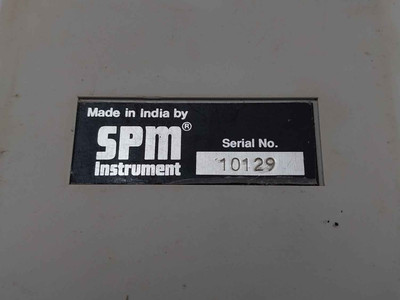 Made in India by
SPM®
Instrument
Serial No.
10129